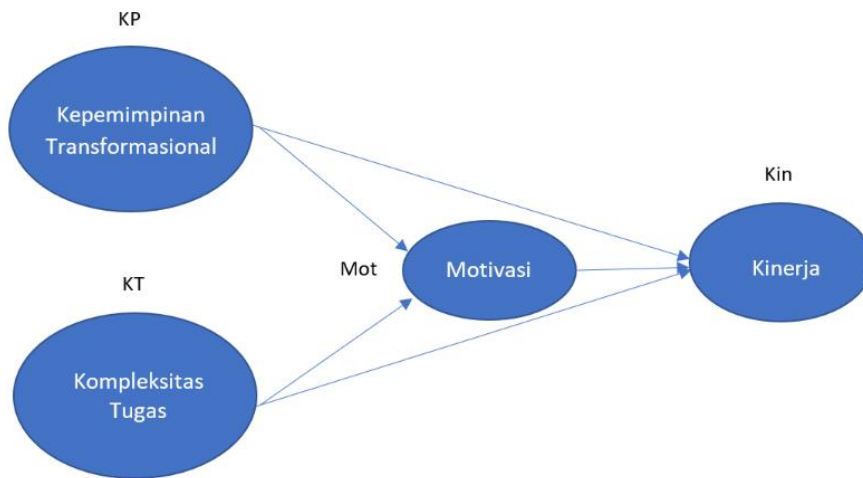 KP
Kepemimpinan
Transformasional
Kin
Mot
Motivasi
Kinerja
KT
Kompleksitas
Tugas